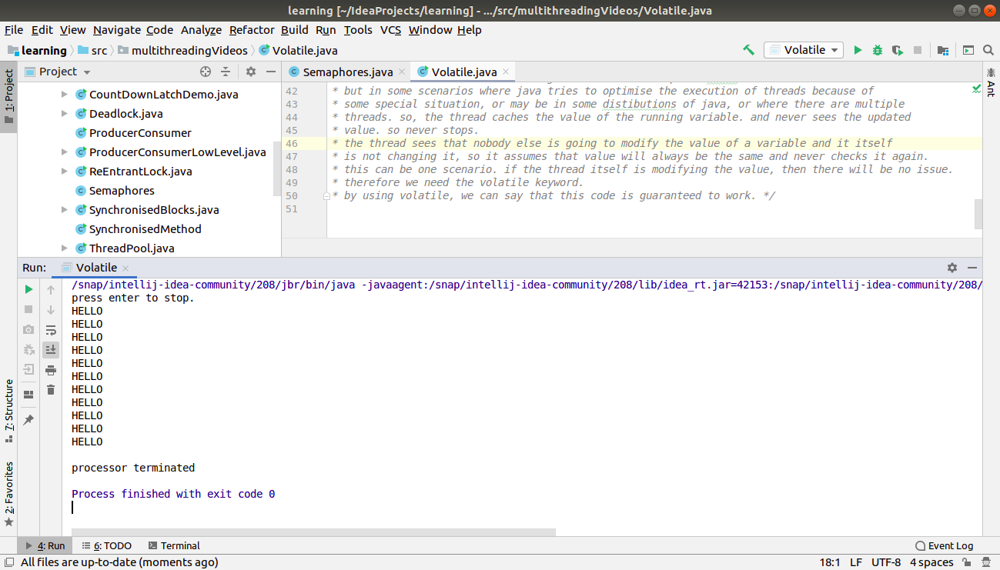 learning [~/IdeaProjects/learning] - .../src/multithreadingVideos/Volatile.java
File Edit View Navigate Code Analyze Refactor Build Run Tools VCS Window Help
learning src multithreadingVideos Volatile.java Volatile
1: Project
Project
CountDownLatchDemo.java
Deadlock.java
ProducerConsumer
ProducerConsumerLowLevel.java
ReEntrantLock.java
Semaphores
SynchronisedBlocks.java
SynchronisedMethod
ThreadPool.java
Semaphores.java Volatile.java
42 * but in some scenarios where java tries to optimise the execution of threads because of
43 * some special situation, or may be in some distibutions of java, or where there are multiple
44 * threads. so, the thread caches the value of the running variable. and never sees the updated
45 * value. so never stops.
46 * the thread sees that nobody else is going to modify the value of a variable and it itself
47 * is not changing it, so it assumes that value will always be the same and never checks it again.
48 * this can be one scenario. if the thread itself is modifying the value, then there will be no issue.
49 * therefore we need the volatile keyword.
50 * by using volatile, we can say that this code is guaranteed to work. */
51
Ant
Run: Volatile
/snap/intellij-idea-community/208/jbr/bin/java -javaagent:/snap/intellij-idea-community/208/lib/idea_rt.jar=42153:/snap/intellij-idea-community/208/
press enter to stop.
HELLO
HELLO
HELLO
HELLO
HELLO
HELLO
HELLO
HELLO
HELLO
HELLO
HELLO
processor terminated
Process finished with exit code 0
7: Structure
2: Favorites
4: Run 6: TODO Terminal Event Log
All files are up-to-date (moments ago) 18:1 LF UTF-8 4 spaces